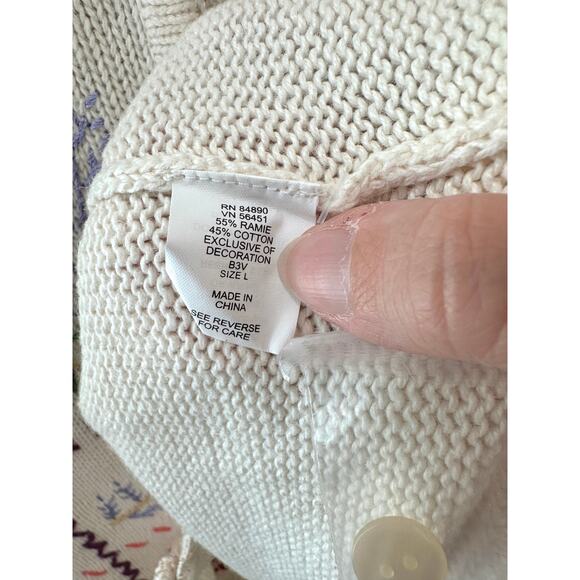 RN 84890
VN 56451
55% RAMIE
45% COTTON
EXCLUSIVE OF
DECORATION
B3V
SIZE L
MADE IN
CHINA
SEE REVERSE
FOR CARE